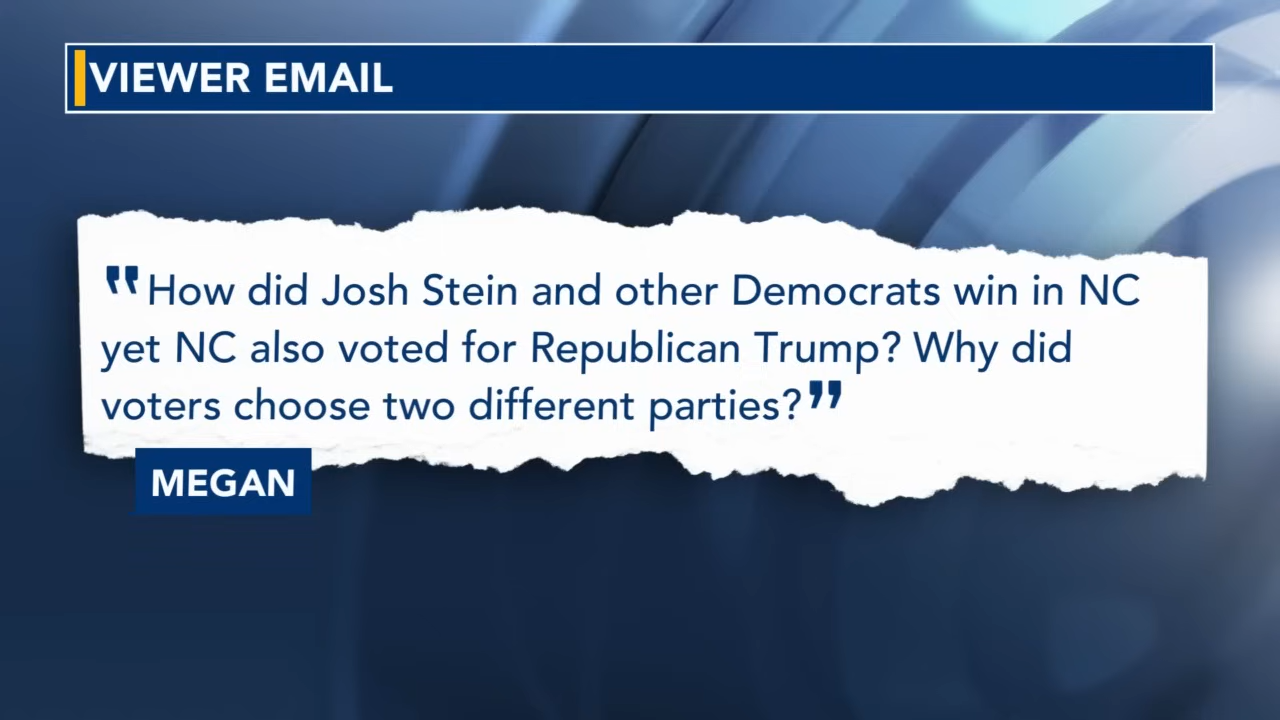 VIEWER EMAIL
"How did Josh Stein and other Democrats win in NC
yet NC also voted for Republican Trump? Why did
voters choose two different parties?"
MEGAN